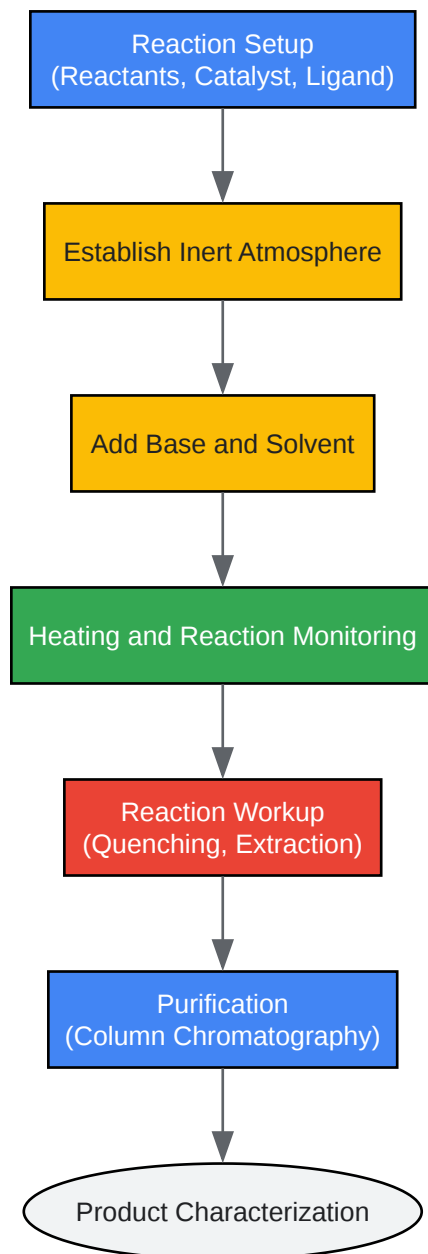 Reaction Setup
(Reactants, Catalyst, Ligand)
Establish Inert Atmosphere
Add Base and Solvent
Heating and Reaction Monitoring
Reaction Workup
(Quenching, Extraction)
Purification
(Column Chromatography)
Product Characterization